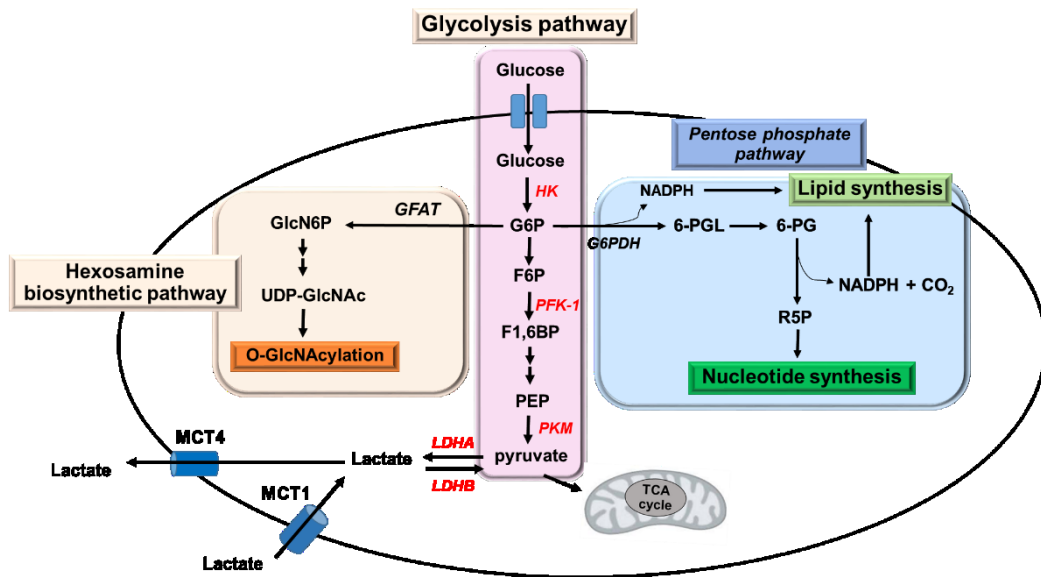 Glycolysis pathway
Glucose
Glucose
HK
G6P
F6P
PFK-1
F1,6BP
PEP
PKM
pyruvate
Pentose phosphate
pathway
NADPH
Lipid synthesis
G6PDH
6-PGL
6-PG
NADPH + CO₂
R5P
Nucleotide synthesis
GFAT
GlcN6P
UDP-GlcNAc
O-GlcNAcylation
Hexosamine
biosynthetic pathway
MCT4
Lactate
LDHA
Lactate
LDHB
MCT1
Lactate
TCA
cycle